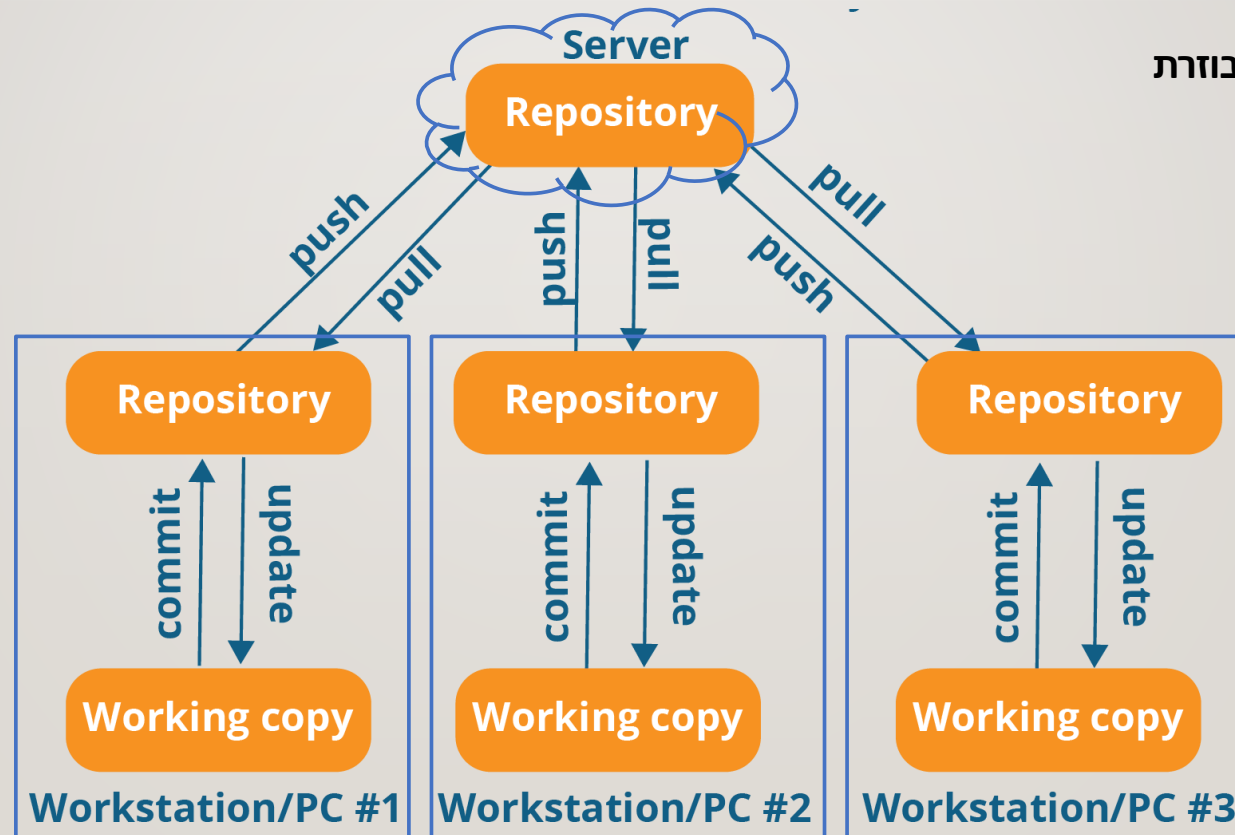 Server
בוזרת
Repository
push
pull
push
pull
push
pull
Repository
Repository
Repository
commit
update
commit
update
commit
update
Working copy
Working copy
Working copy
Workstation/PC #1
Workstation/PC #2
Workstation/PC #3